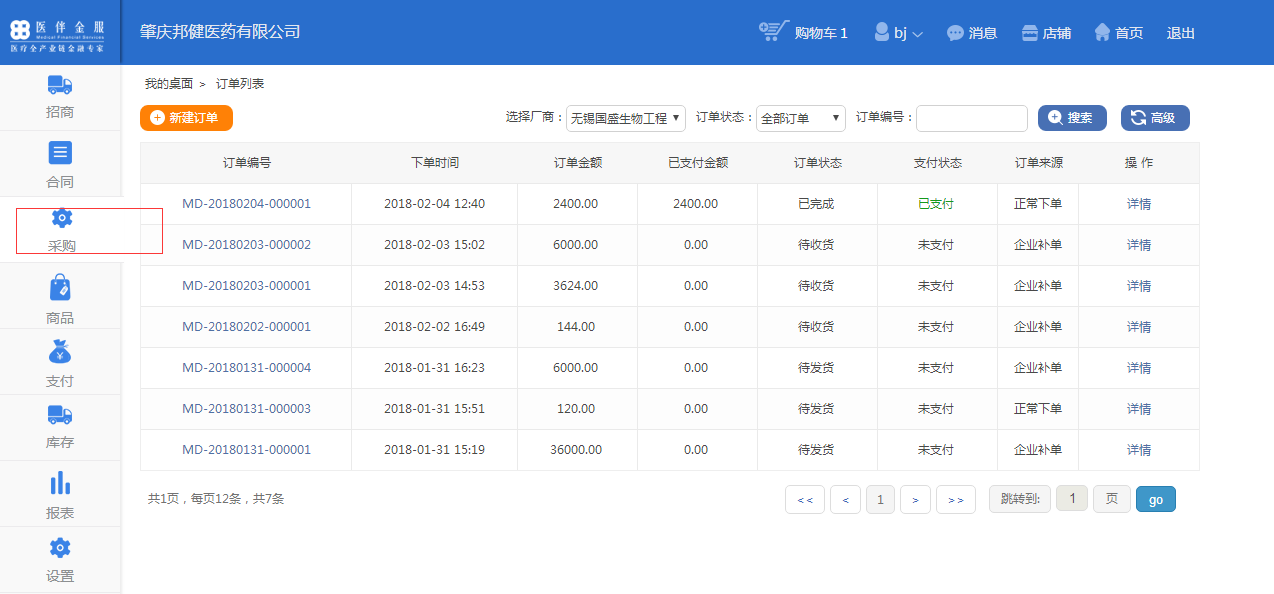 医伴金服
Medical Financial Services
医疗全产业链金融专家
肇庆邦健医药有限公司
购物车 1
bj
消息
店铺
首页
退出
招商
合同
采购
商品
支付
库存
报表
设置
我的桌面 > 订单列表
新建订单
选择厂商： 无锡国盛生物工程 订单状态： 全部订单 订单编号： 搜索 高级
订单编号 下单时间 订单金额 已支付金额 订单状态 支付状态 订单来源 操 作
MD-20180204-000001 2018-02-04 12:40 2400.00 2400.00 已完成 已支付 正常下单 详情
MD-20180203-000002 2018-02-03 15:02 6000.00 0.00 待收货 未支付 企业补单 详情
MD-20180203-000001 2018-02-03 14:53 3624.00 0.00 待收货 未支付 企业补单 详情
MD-20180202-000001 2018-02-02 16:49 144.00 0.00 待收货 未支付 企业补单 详情
MD-20180131-000004 2018-01-31 16:23 6000.00 0.00 待发货 未支付 企业补单 详情
MD-20180131-000003 2018-01-31 15:51 120.00 0.00 待发货 未支付 正常下单 详情
MD-20180131-000001 2018-01-31 15:19 36000.00 0.00 待发货 未支付 企业补单 详情
共1页，每页12条，共7条 << < 1 > >> 跳转到: 1 页 go